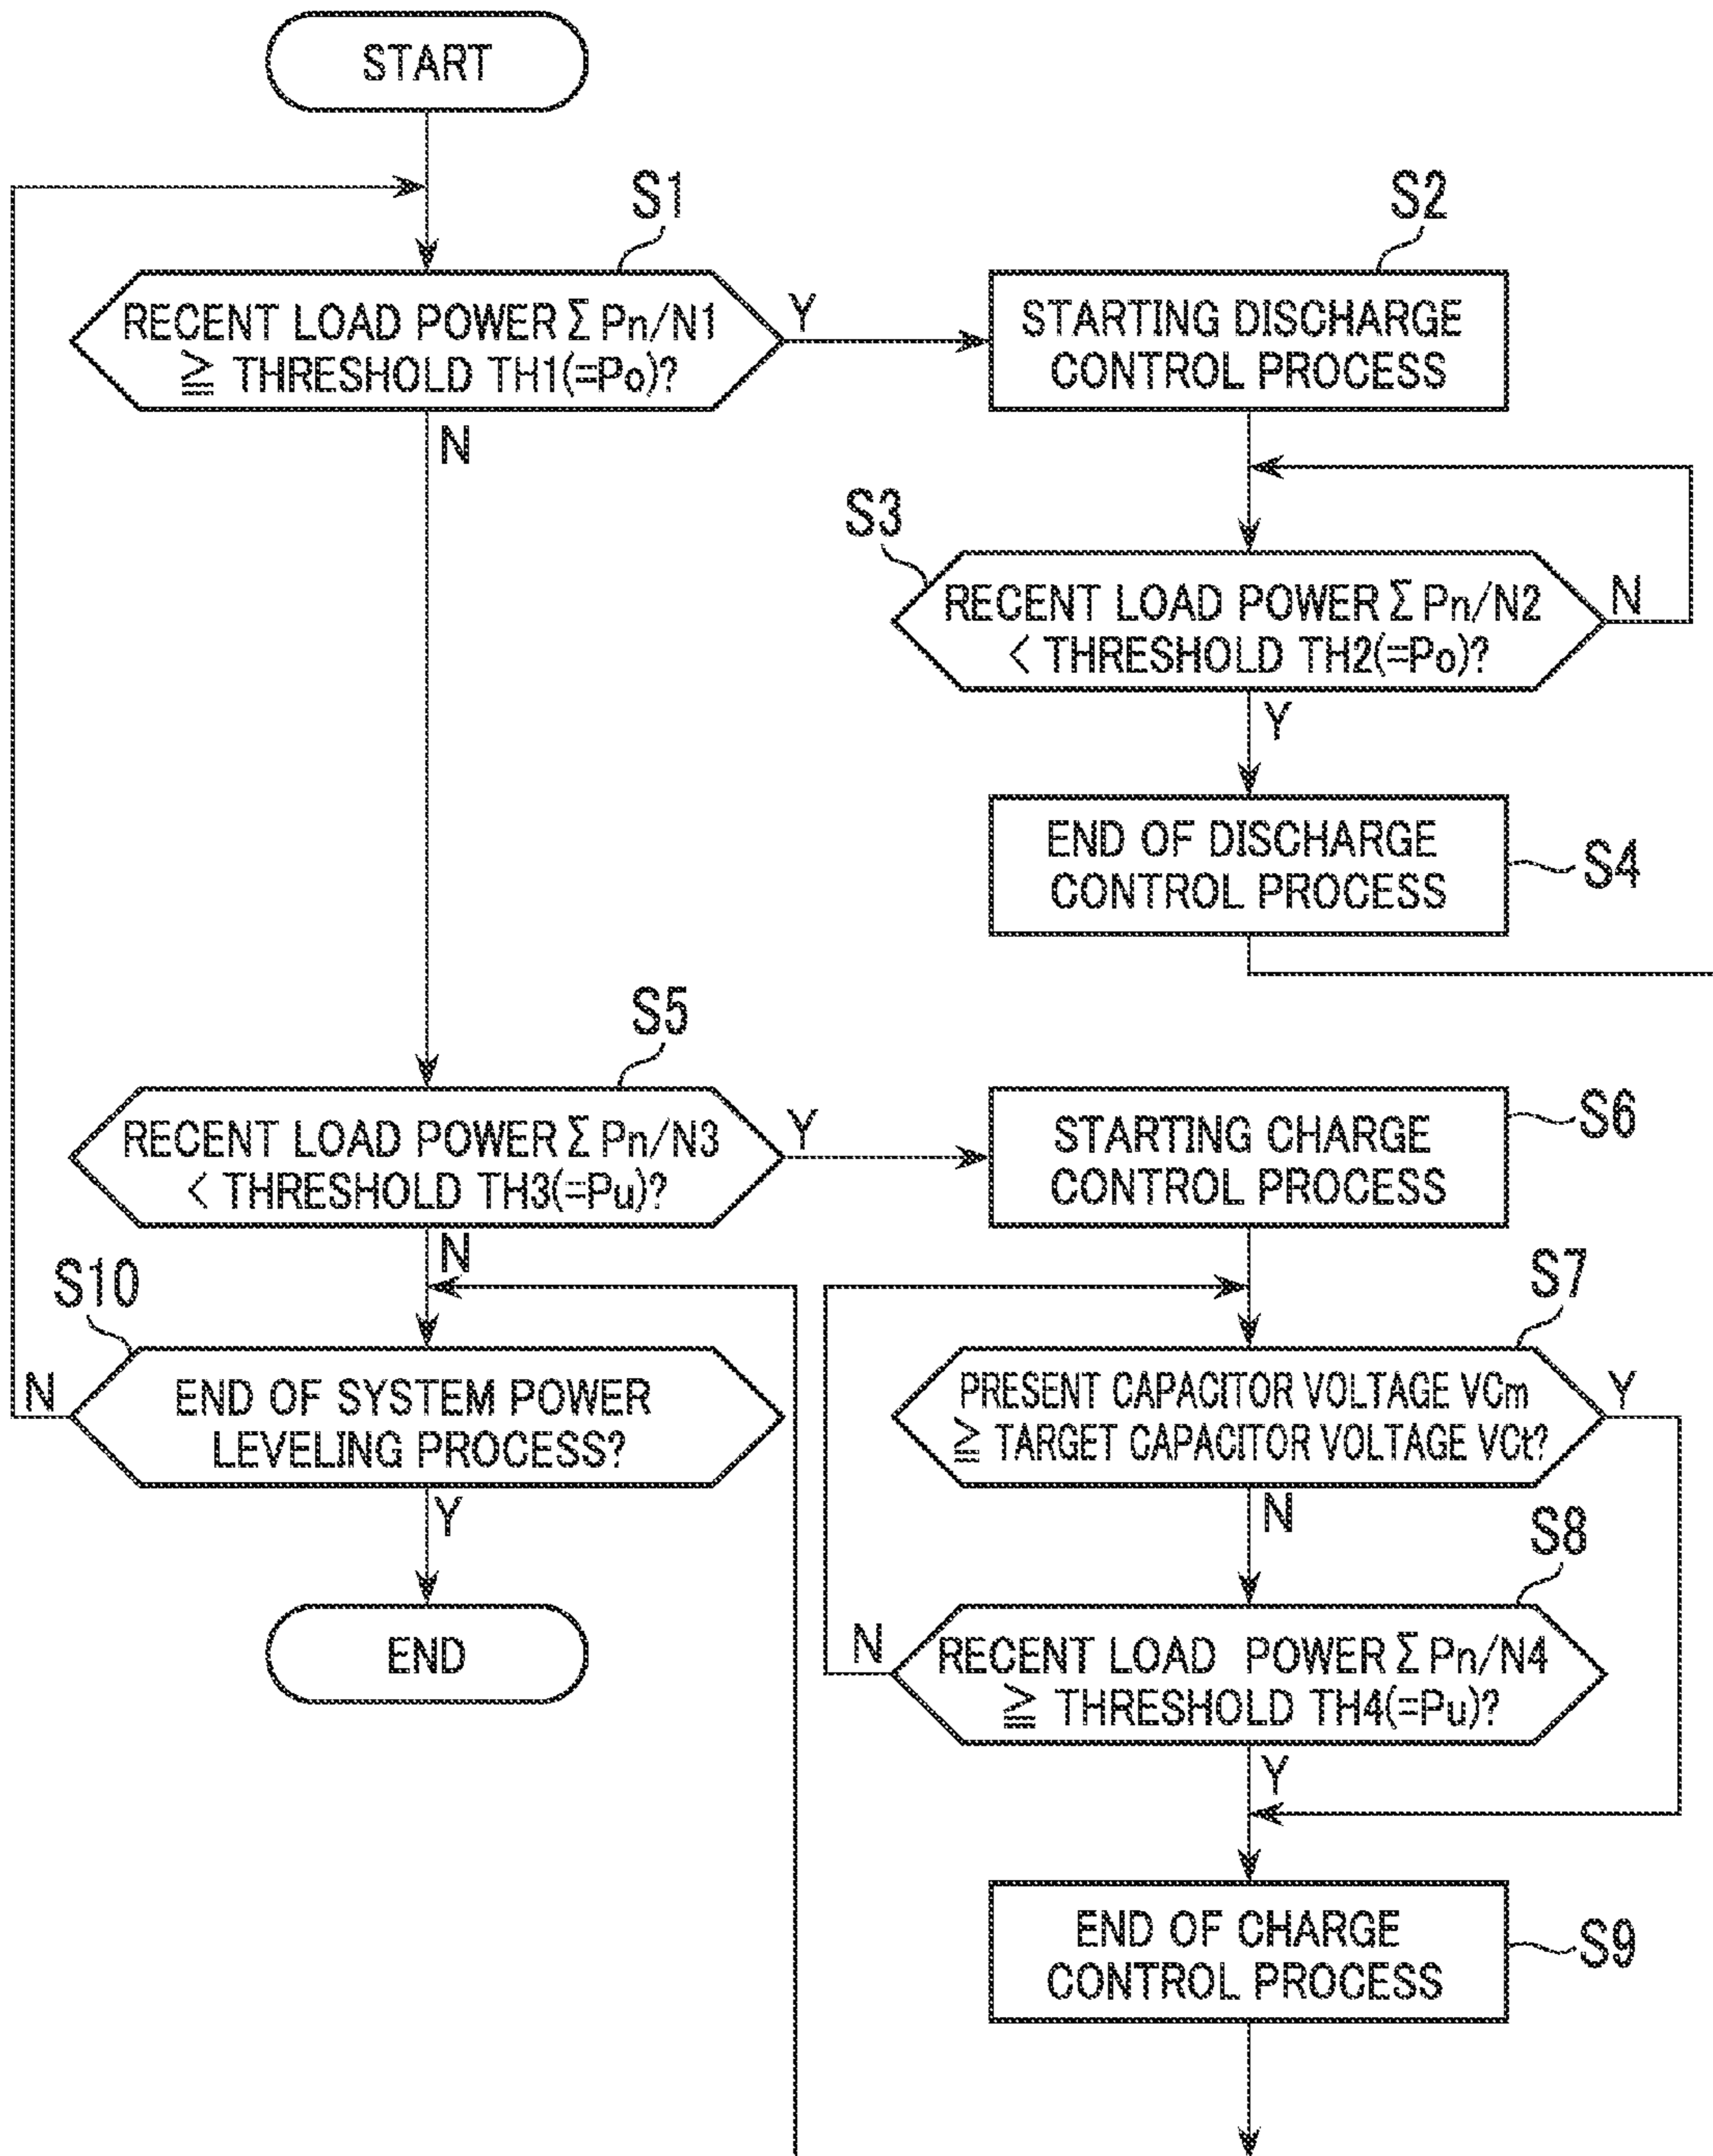 START
S1
RECENT LOAD POWER Σ Pn/N1
≧ THRESHOLD TH1(=Po)?
Y
N
S2
STARTING DISCHARGE
CONTROL PROCESS
S3
RECENT LOAD POWER Σ Pn/N2
< THRESHOLD TH2(=Po)?
N
Y
END OF DISCHARGE
CONTROL PROCESS
S4
S5
RECENT LOAD POWER Σ Pn/N3
< THRESHOLD TH3(=Pu)?
Y
N
STARTING CHARGE
CONTROL PROCESS
S6
S7
PRESENT CAPACITOR VOLTAGE VCm
≧ TARGET CAPACITOR VOLTAGE VCt?
Y
N
S8
RECENT LOAD POWER Σ Pn/N4
≧ THRESHOLD TH4(=Pu)?
N
Y
END OF CHARGE
CONTROL PROCESS
S9
S10
END OF SYSTEM POWER
LEVELING PROCESS?
N
Y
END